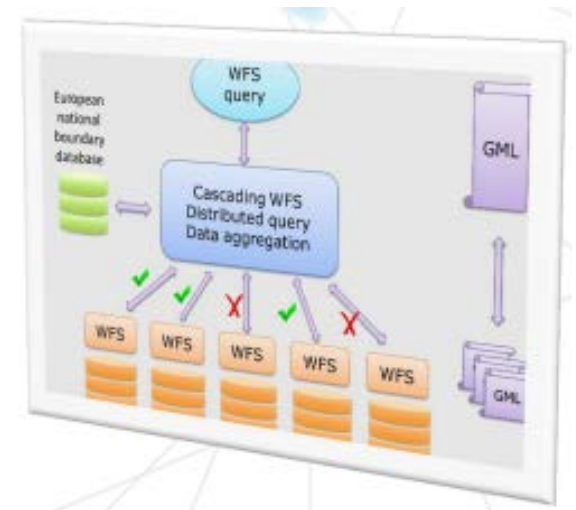 WFS
query
European
national
boundary
database
GML
Cascading WFS
Distributed query
Data aggregation
WFS
WFS
WFS
WFS
WFS
GML